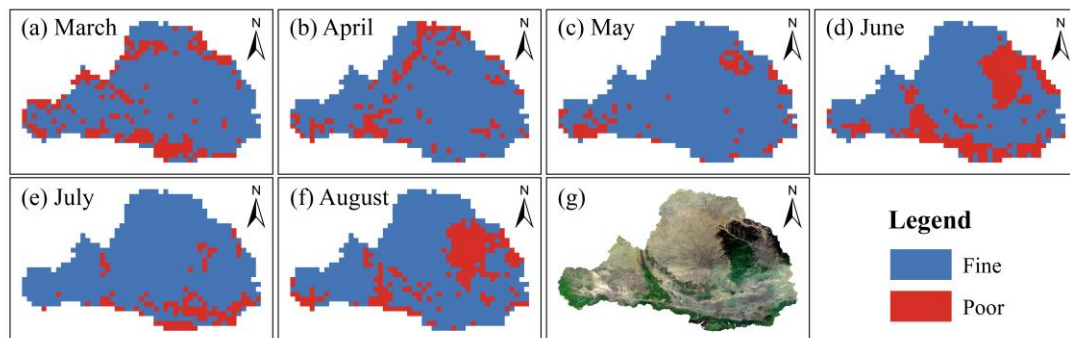 (a) March
N
(b) April
N
(c) May
N
(d) June
N
(e) July
N
(f) August
N
(g)
N
Legend
Fine
Poor